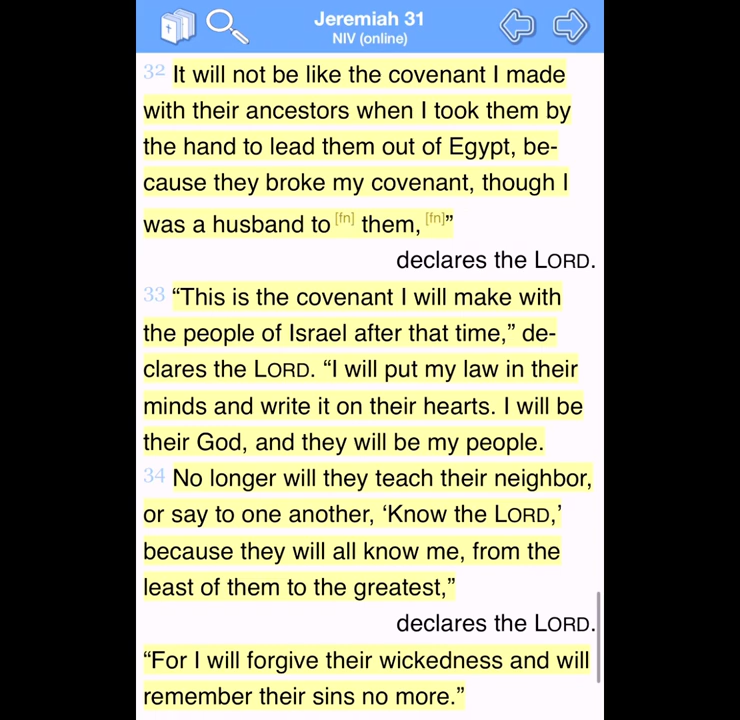 Jeremiah 31
NIV (online)
32 It will not be like the covenant I made
with their ancestors when I took them by
the hand to lead them out of Egypt, be-
cause they broke my covenant, though I
was a husband to [fn] them, [fn]”
declares the LORD.
33 “This is the covenant I will make with
the people of Israel after that time,” de-
clares the LORD. “I will put my law in their
minds and write it on their hearts. I will be
their God, and they will be my people.
34 No longer will they teach their neighbor,
or say to one another, ‘Know the LORD,’
because they will all know me, from the
least of them to the greatest,”
declares the LORD.
“For I will forgive their wickedness and will
remember their sins no more.”